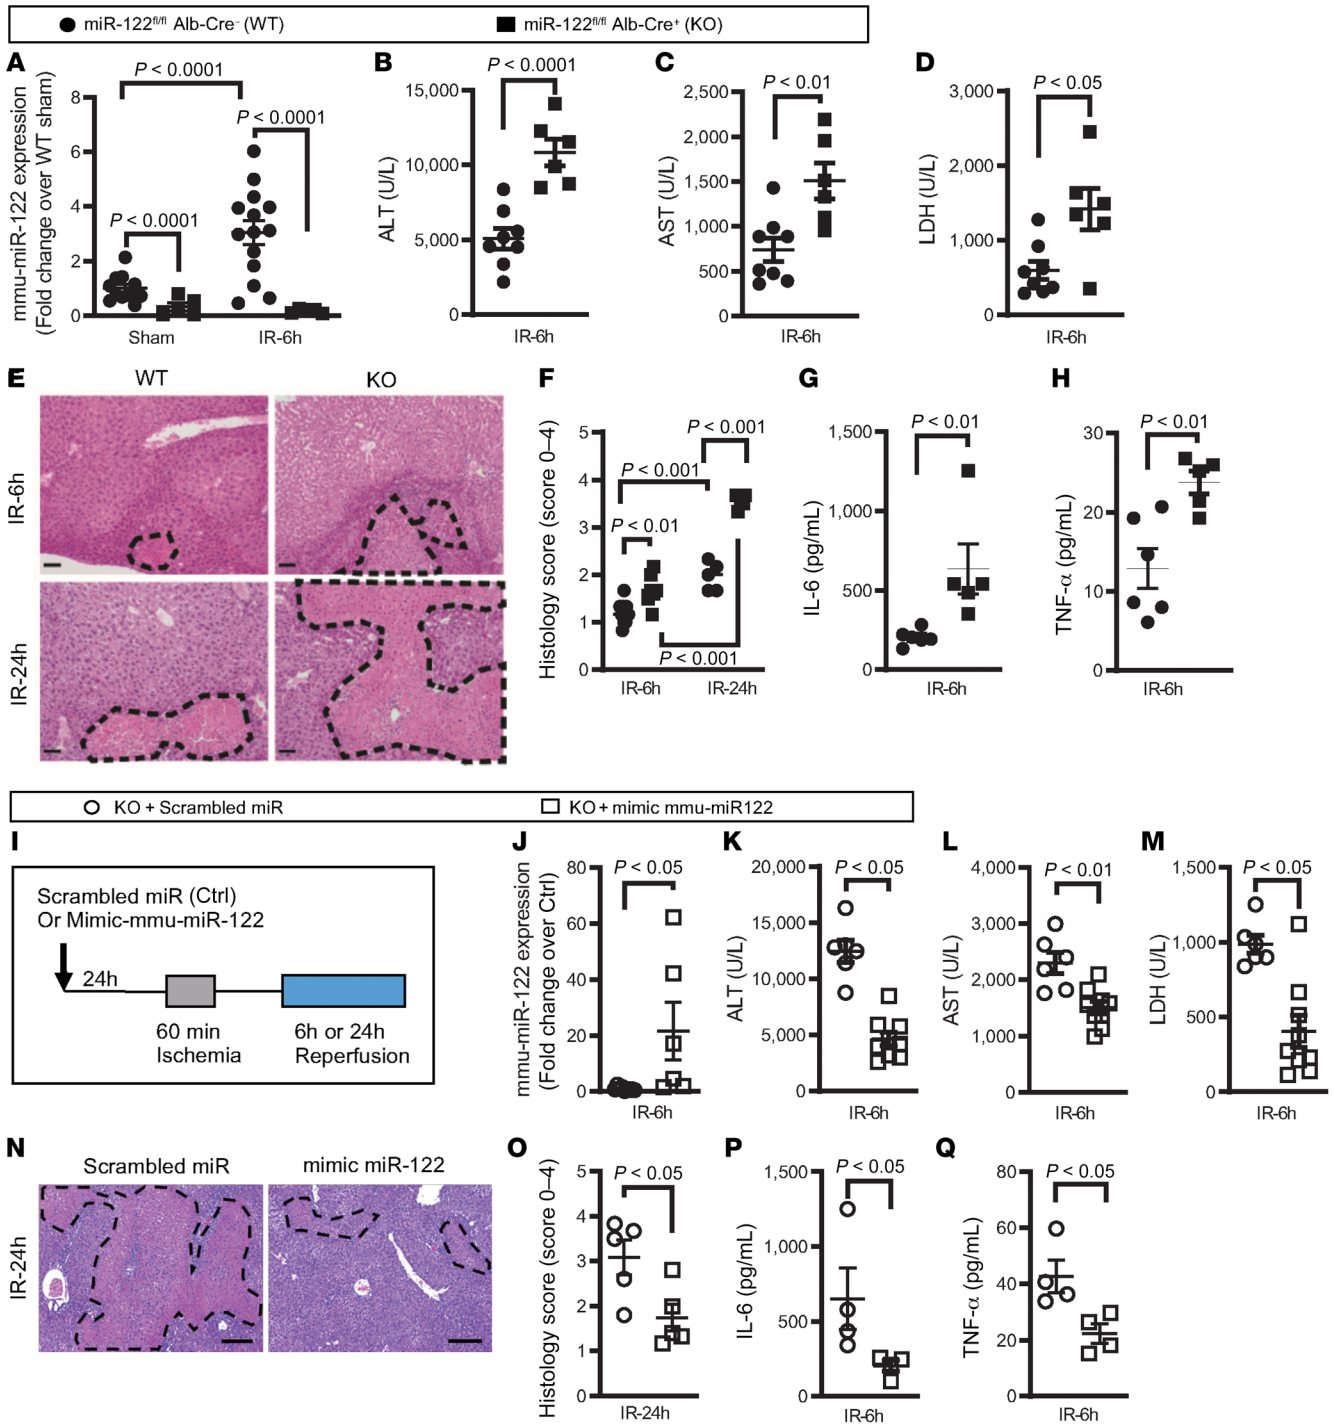 miR-122fl/fl Alb-Cre– (WT)
miR-122fl/fl Alb-Cre+ (KO)
A
mmu-miR-122 expression
(Fold change over WT sham)
8
6
4
2
0
P < 0.0001
P < 0.0001
P < 0.0001
Sham
IR-6h
B
ALT (U/L)
15,000
10,000
5,000
0
P < 0.0001
IR-6h
C
AST (U/L)
2,500
2,000
1,500
1,000
500
0
P < 0.01
IR-6h
D
LDH (U/L)
3,000
2,000
1,000
0
P < 0.05
IR-6h
E
WT
KO
IR-6h
IR-24h
F
Histology score (score 0–4)
5
4
3
2
1
0
P < 0.001
P < 0.001
P < 0.01
P < 0.001
IR-6h
IR-24h
G
IL-6 (pg/mL)
1,500
1,000
500
0
P < 0.01
IR-6h
H
TNF-α (pg/mL)
30
20
10
0
P < 0.01
IR-6h
KO + Scrambled miR
KO + mimic mmu-miR122
I
Scrambled miR (Ctrl)
Or Mimic-mmu-miR-122
24h
60 min
Ischemia
6h or 24h
Reperfusion
J
mmu-miR-122 expression
(Fold change over Ctrl)
80
60
40
20
0
P < 0.05
IR-6h
K
ALT (U/L)
20,000
15,000
10,000
5,000
0
P < 0.05
IR-6h
L
AST (U/L)
4,000
3,000
2,000
1,000
0
P < 0.01
IR-6h
M
LDH (U/L)
1,500
1,000
500
0
P < 0.05
IR-6h
N
Scrambled miR
mimic miR-122
IR-24h
O
Histology score (score 0–4)
5
4
3
2
1
0
P < 0.05
IR-24h
P
IL-6 (pg/mL)
1,500
1,000
500
0
P < 0.05
IR-6h
Q
TNF-α (pg/mL)
80
60
40
20
0
P < 0.05
IR-6h